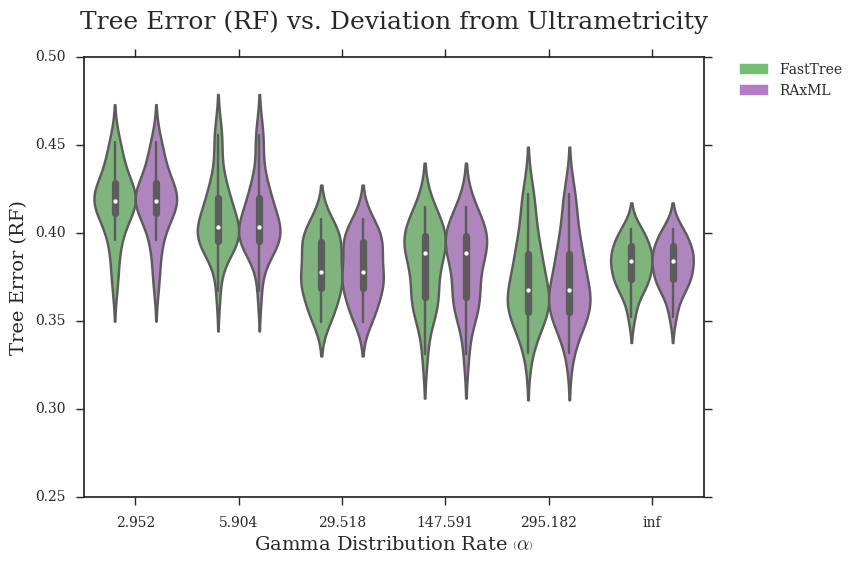 Tree Error (RF) vs. Deviation from Ultrametricity
0.50
0.45
0.40
0.35
0.30
0.25
Tree Error (RF)
2.952 5.904 29.518 147.591 295.182 inf
Gamma Distribution Rate (α)
FastTree
RAxML